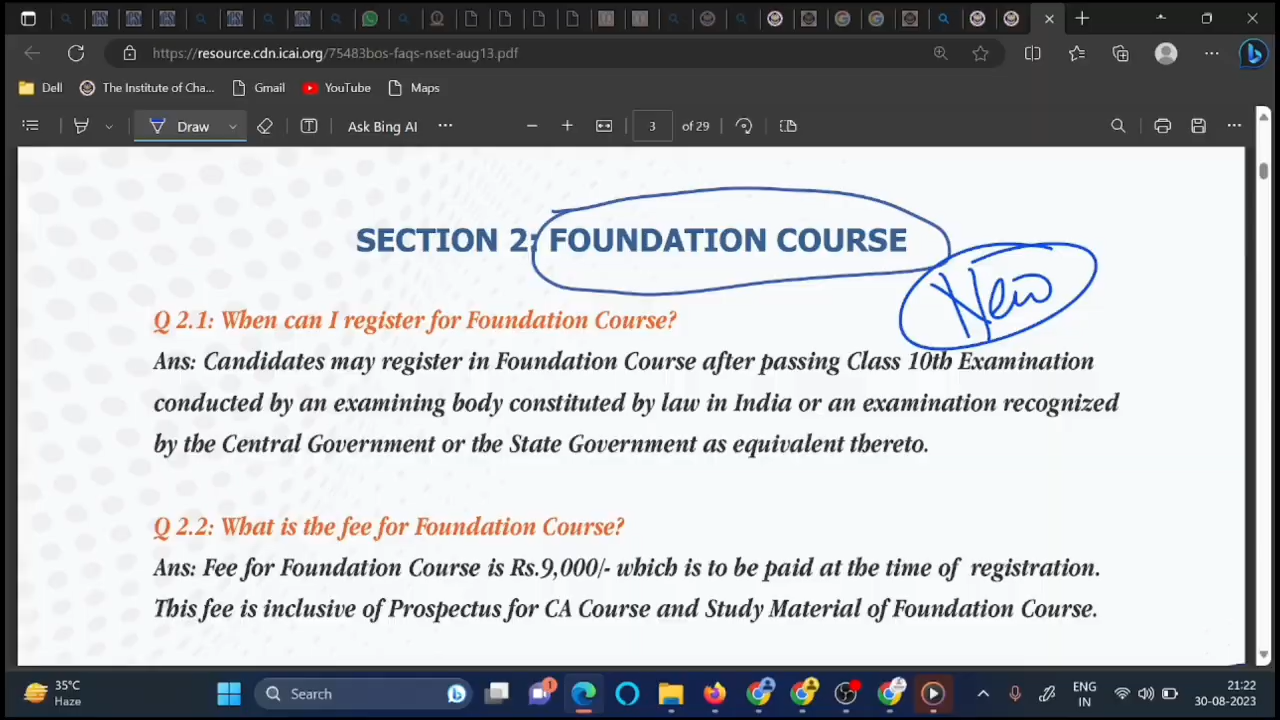 https://resource.cdn.icai.org/75483bos-faqs-nset-aug13.pdf
Dell
The Institute of Cha...
Gmail
YouTube
Maps
Draw
Ask Bing AI
3
of 29
SECTION 2: FOUNDATION COURSE
New
Q 2.1: When can I register for Foundation Course?
Ans: Candidates may register in Foundation Course after passing Class 10th Examination
conducted by an examining body constituted by law in India or an examination recognized
by the Central Government or the State Government as equivalent thereto.
Q 2.2: What is the fee for Foundation Course?
Ans: Fee for Foundation Course is Rs.9,000/- which is to be paid at the time of registration.
This fee is inclusive of Prospectus for CA Course and Study Material of Foundation Course.
35°C
Haze
Search
1
ENG
IN
21:22
30-08-2023